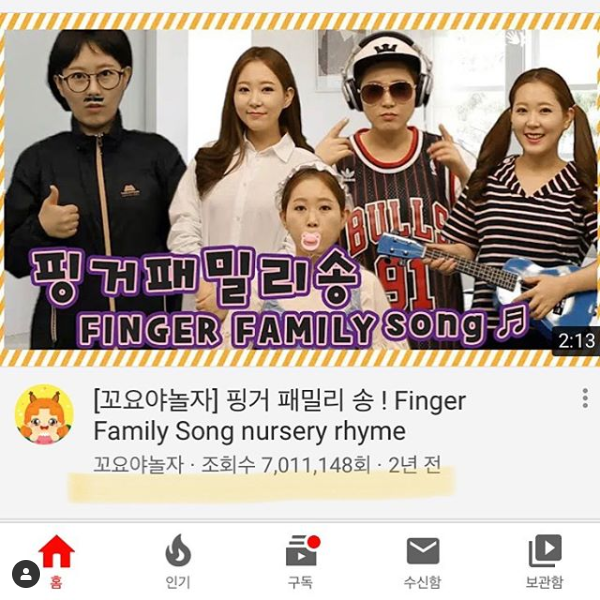 BULLS
91
핑거패밀리송
FINGER FAMILY song
2:13
[꼬요야놀자] 핑거 패밀리 송 ! Finger
Family Song nursery rhyme
꼬요야놀자 · 조회수 7,011,148회 · 2년 전
홈
인기
구독
수신함
보관함